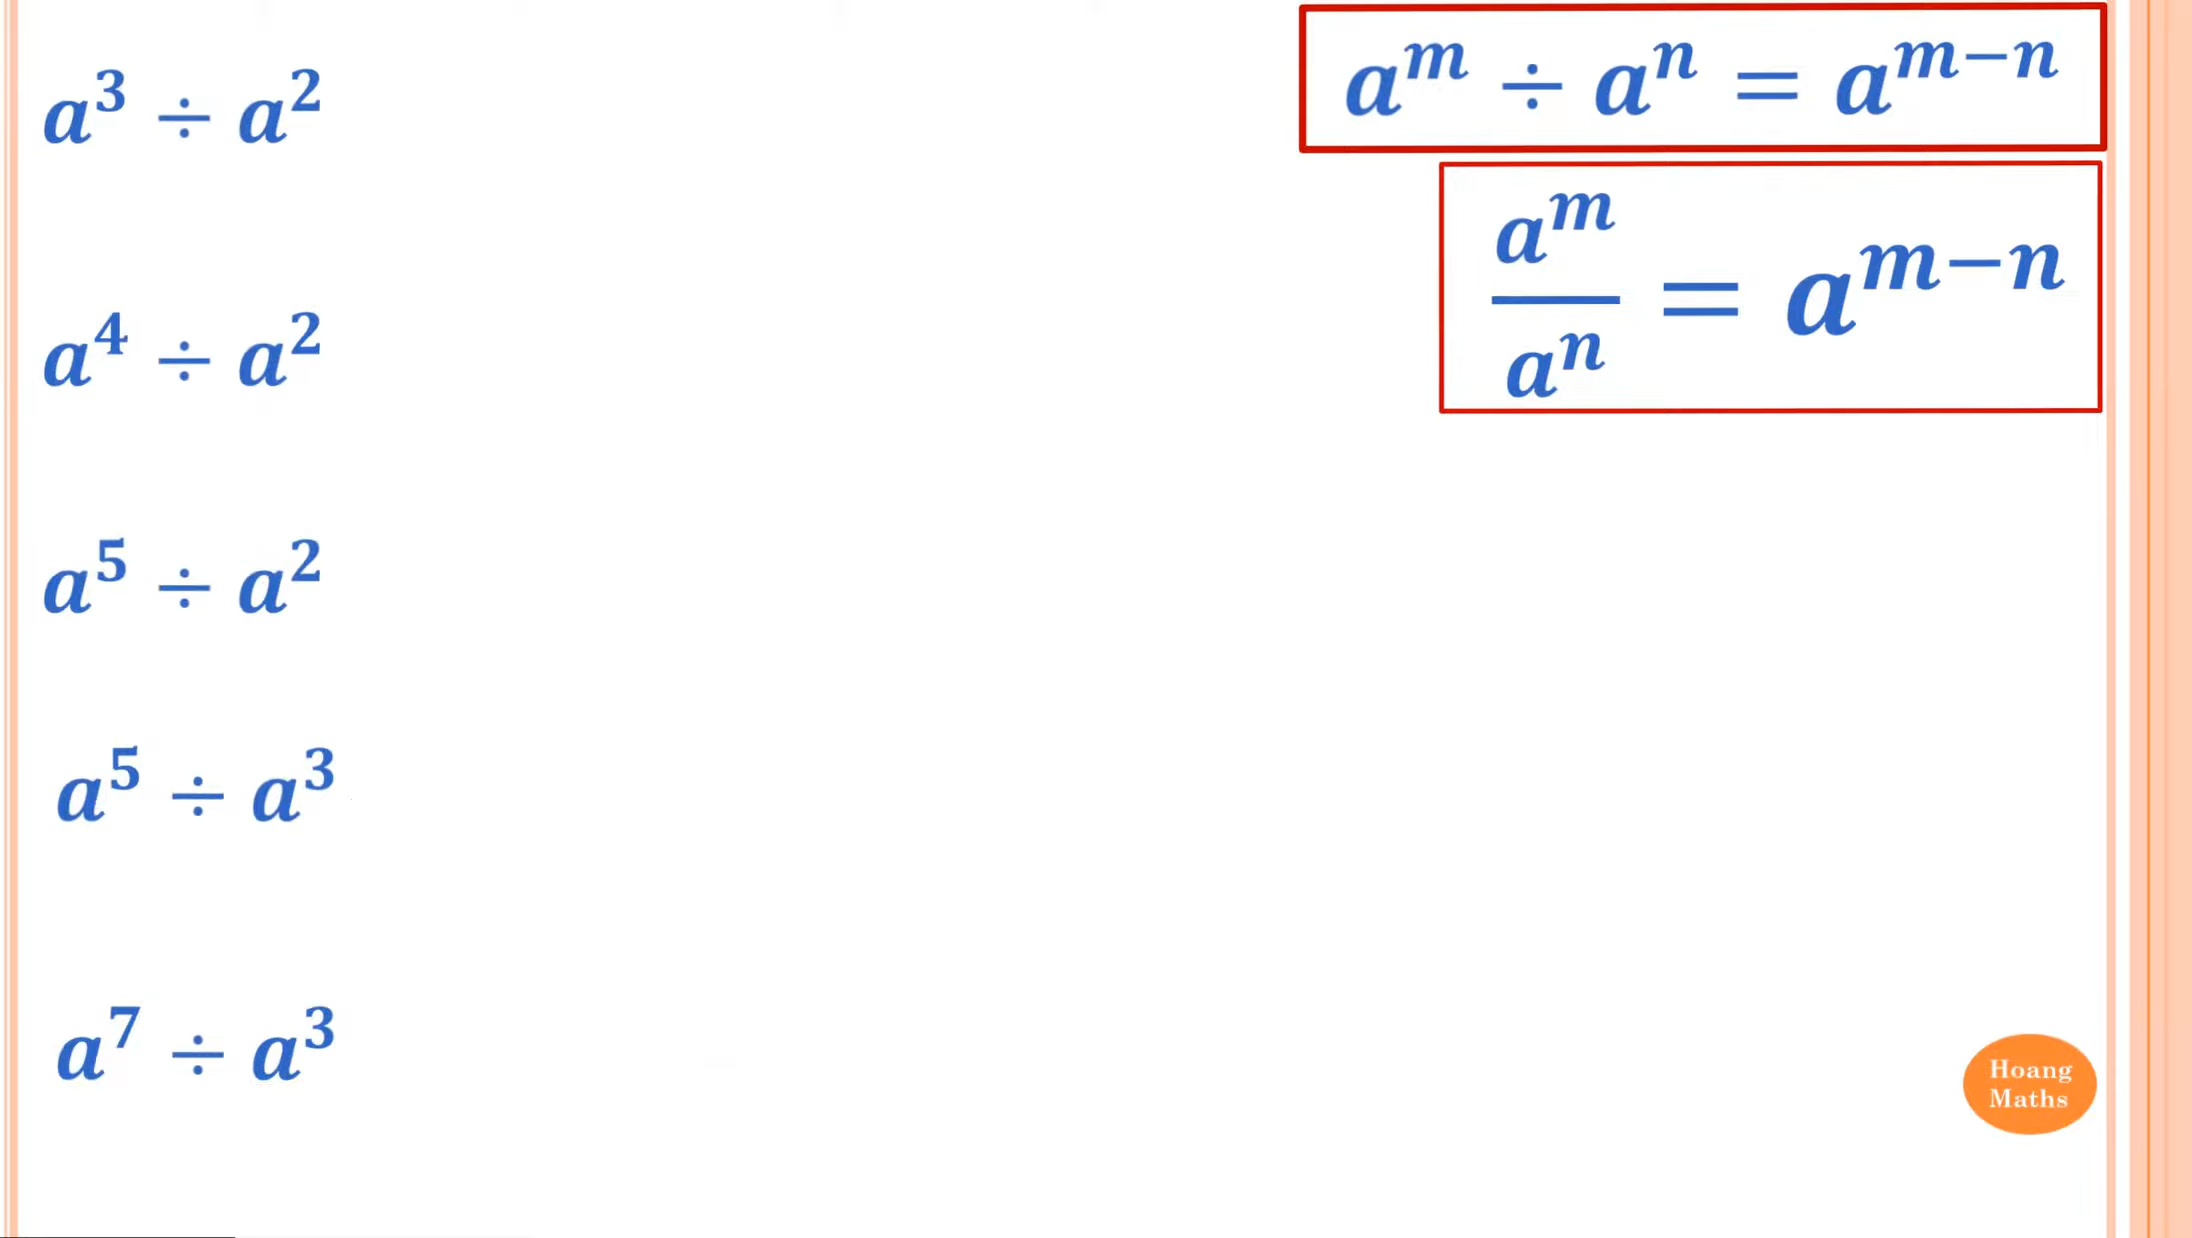 a³ ÷ a²
aᵐ ÷ aⁿ = aᵐ⁻ⁿ
aᵐ/aⁿ = aᵐ⁻ⁿ
a⁴ ÷ a²
a⁵ ÷ a²
a⁵ ÷ a³
a⁷ ÷ a³
Hoang
Maths